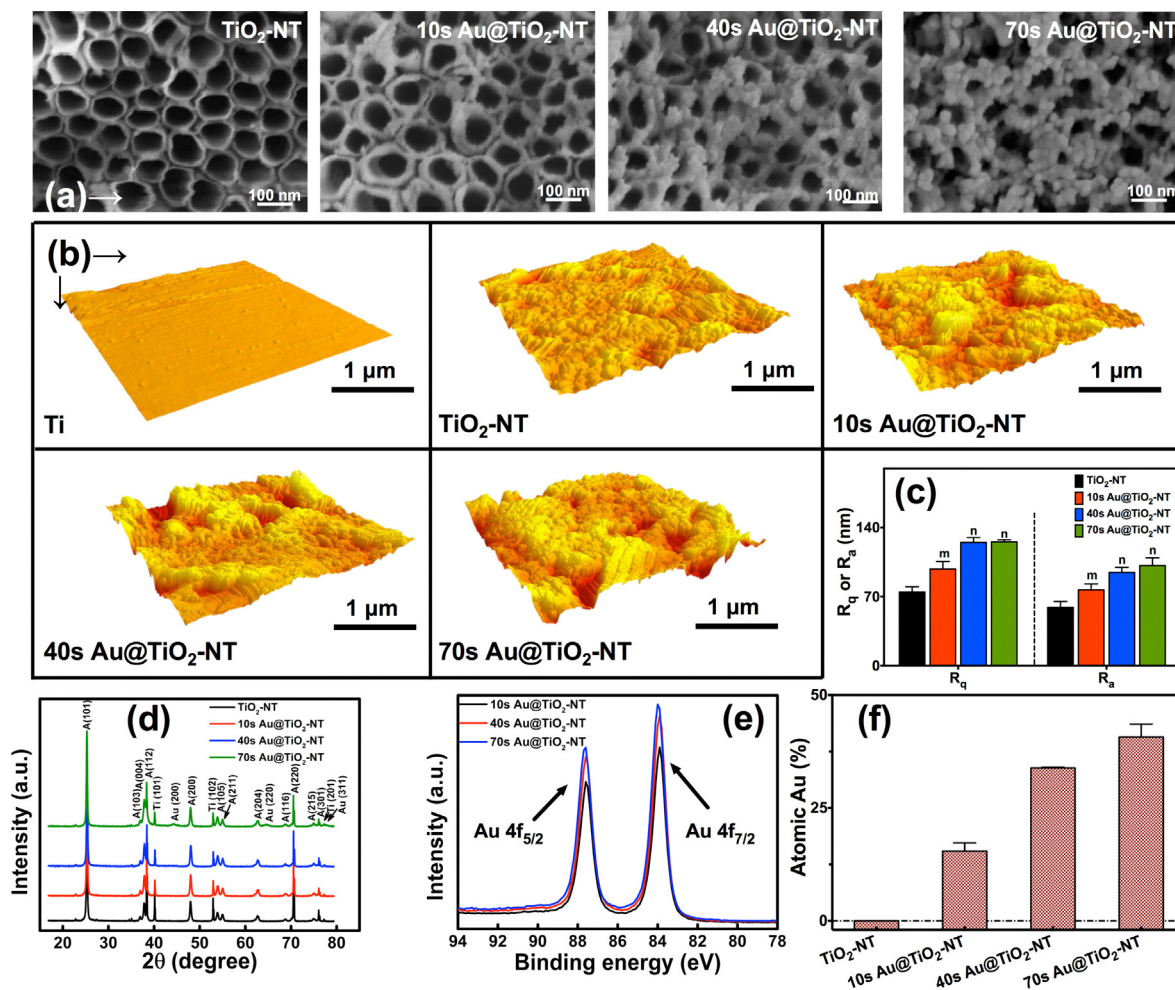 TiO₂-NT
10s Au@TiO₂-NT
40s Au@TiO₂-NT
70s Au@TiO₂-NT
(a)→
100 nm
100 nm
100 nm
100 nm
(b)→
↓
1 µm
Ti
1 µm
TiO₂-NT
1 µm
10s Au@TiO₂-NT
1 µm
40s Au@TiO₂-NT
1 µm
70s Au@TiO₂-NT
(c)
TiO₂-NT
10s Au@TiO₂-NT
40s Au@TiO₂-NT
70s Au@TiO₂-NT
R_q or R_a (nm)
140
70
0
m
n
n
m
n
n
R_q
R_a
(d)
TiO₂-NT
10s Au@TiO₂-NT
40s Au@TiO₂-NT
70s Au@TiO₂-NT
A(101)
A(103)
A(004)
A(112)
Ti (101)
Au (200)
A(200)
Ti (102)
A(105)
A(211)
A(204)
Au (220)
A(116)
A(220)
A(215)
A(301)
Ti (201)
Au (311)
Intensity (a.u.)
20 30 40 50 60 70 80
2θ (degree)
(e)
10s Au@TiO₂-NT
40s Au@TiO₂-NT
70s Au@TiO₂-NT
Au 4f₅/₂
Au 4f₇/₂
Intensity (a.u.)
94 92 90 88 86 84 82 80 78
Binding energy (eV)
(f)
Atomic Au (%)
50
25
0
TiO₂-NT
10s Au@TiO₂-NT
40s Au@TiO₂-NT
70s Au@TiO₂-NT